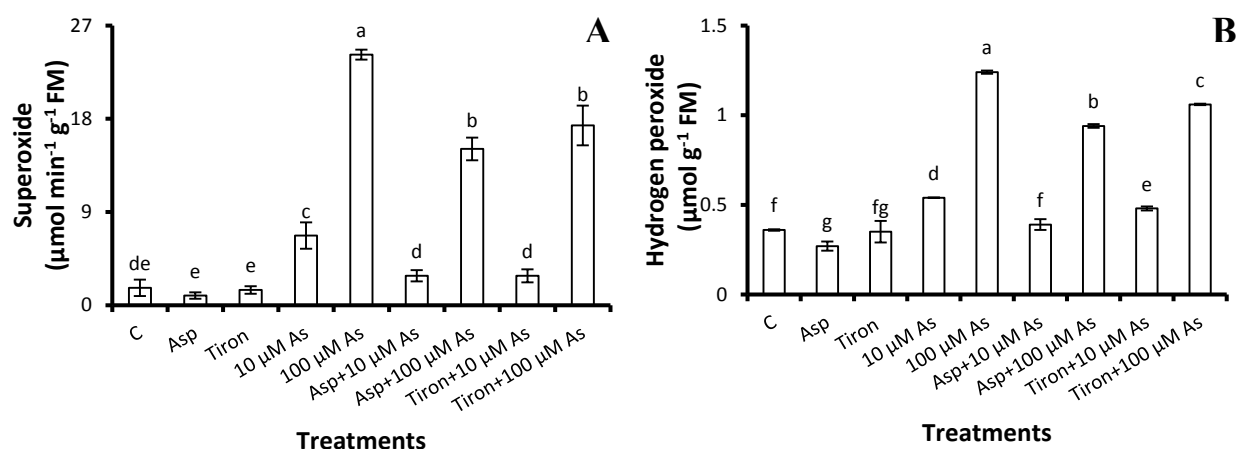 A
Superoxide
(µmol min⁻¹ g⁻¹ FM)
27
18
9
0
de
e
e
c
a
d
b
d
b
C
Asp
Tiron
10 µM As
100 µM As
Asp+10 µM As
Asp+100 µM As
Tiron+10 µM As
Tiron+100 µM As
Treatments
B
Hydrogen peroxide
(µmol g⁻¹ FM)
1.5
1
0.5
0
f
g
fg
d
a
f
b
e
c
C
Asp
Tiron
10 µM As
100 µM As
Asp+10 µM As
Asp+100 µM As
Tiron+10 µM As
Tiron+100 µM As
Treatments